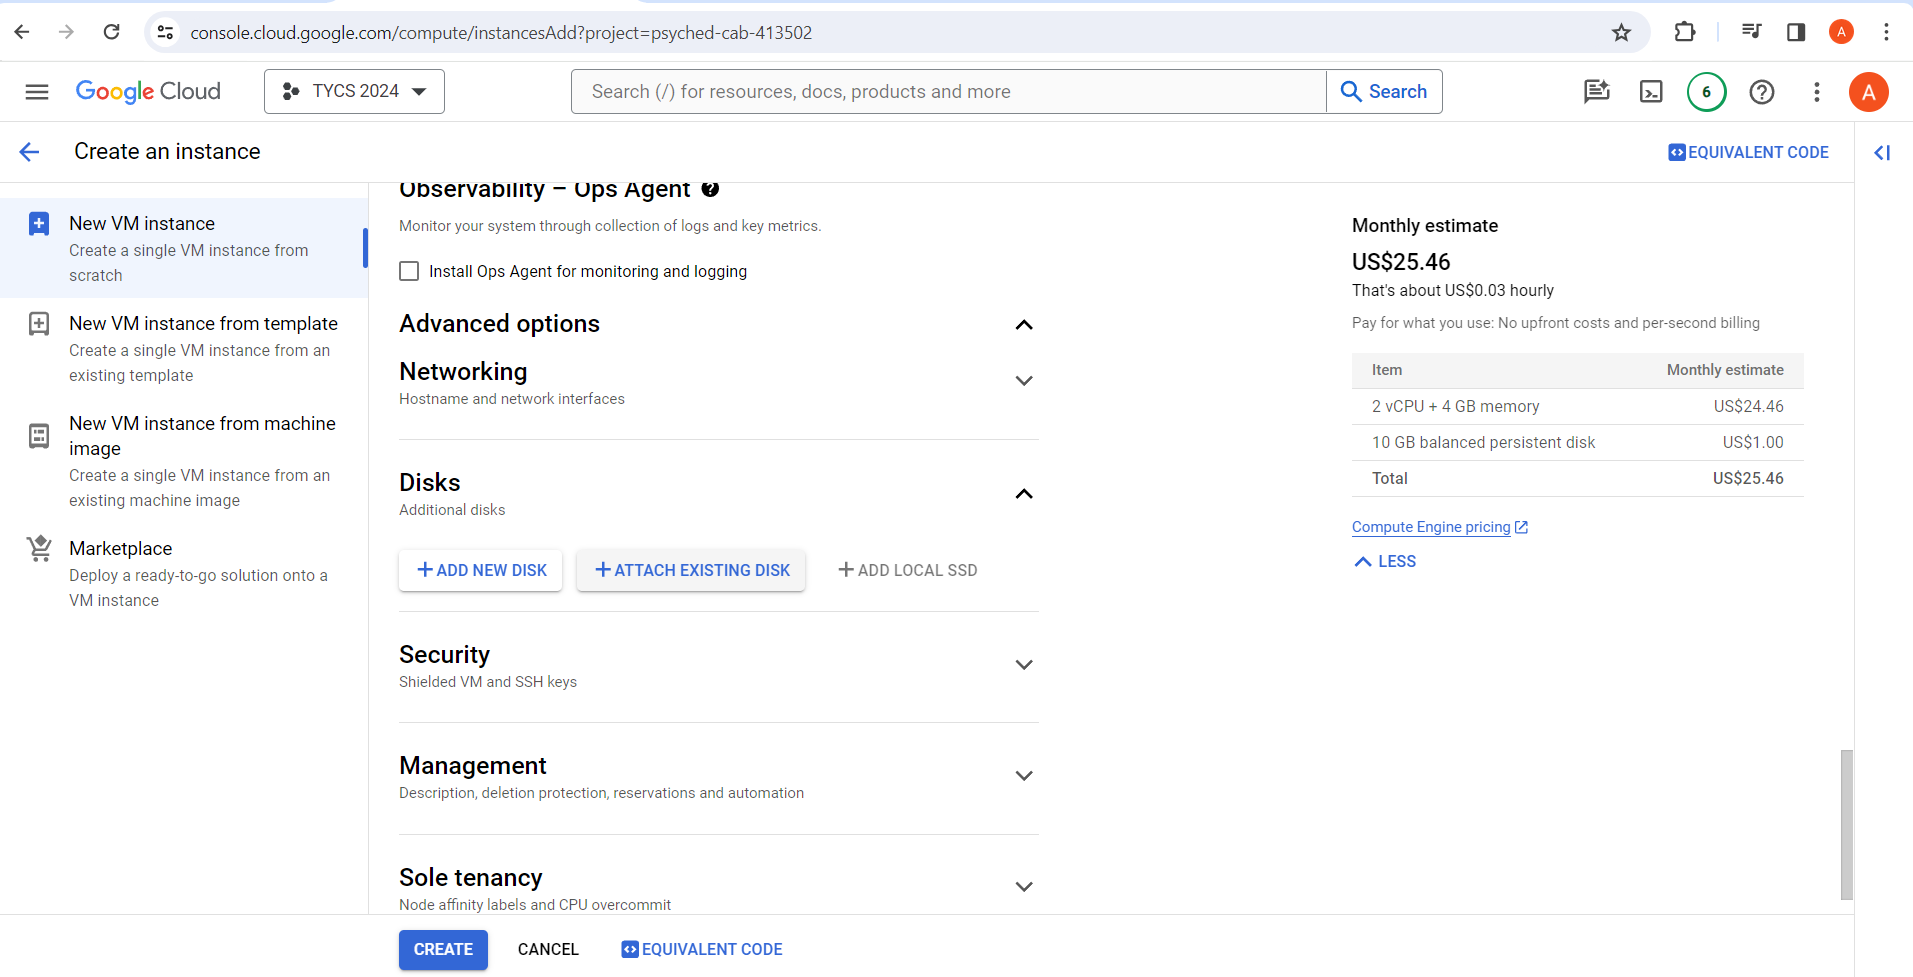 console.cloud.google.com/compute/instancesAdd?project=psyched-cab-413502
A
Google Cloud
TYCS 2024
Search (/) for resources, docs, products and more
Search
6
A
Create an instance
EQUIVALENT CODE
New VM instance
Create a single VM instance from
scratch
New VM instance from template
Create a single VM instance from an
existing template
New VM instance from machine
image
Create a single VM instance from an
existing machine image
Marketplace
Deploy a ready-to-go solution onto a
VM instance
Observability – Ops Agent
Monitor your system through collection of logs and key metrics.
Install Ops Agent for monitoring and logging
Advanced options
Networking
Hostname and network interfaces
Disks
Additional disks
ADD NEW DISK
ATTACH EXISTING DISK
ADD LOCAL SSD
Security
Shielded VM and SSH keys
Management
Description, deletion protection, reservations and automation
Sole tenancy
Node affinity labels and CPU overcommit
CREATE
CANCEL
EQUIVALENT CODE
Monthly estimate
US$25.46
That's about US$0.03 hourly
Pay for what you use: No upfront costs and per-second billing
Item Monthly estimate
2 vCPU + 4 GB memory US$24.46
10 GB balanced persistent disk US$1.00
Total US$25.46
Compute Engine pricing
LESS